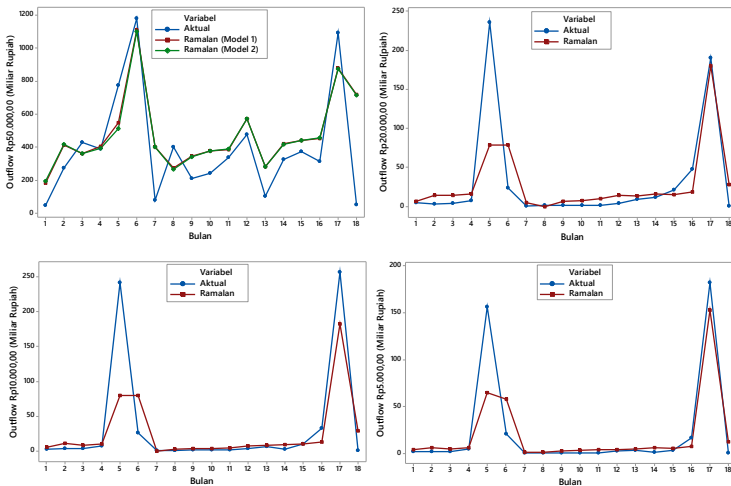 Outflow Rp50.000,00 (Miliar Rupiah)
1200
1000
800
600
400
200
0
Variabel
Aktual
Ramalan (Model 1)
Ramalan (Model 2)
1 2 3 4 5 6 7 8 9 10 11 12 13 14 15 16 17 18
Bulan
Outflow Rp20.000,00 (Miliar Rupiah)
250
200
150
100
50
0
Variabel
Aktual
Ramalan
1 2 3 4 5 6 7 8 9 10 11 12 13 14 15 16 17 18
Bulan
Outflow Rp10.000,00 (Miliar Rupiah)
250
200
150
100
50
0
Variabel
Aktual
Ramalan
1 2 3 4 5 6 7 8 9 10 11 12 13 14 15 16 17 18
Bulan
Outflow Rp5.000,00 (Miliar Rupiah)
200
150
100
50
0
Variabel
Aktual
Ramalan
1 2 3 4 5 6 7 8 9 10 11 12 13 14 15 16 17 18
Bulan